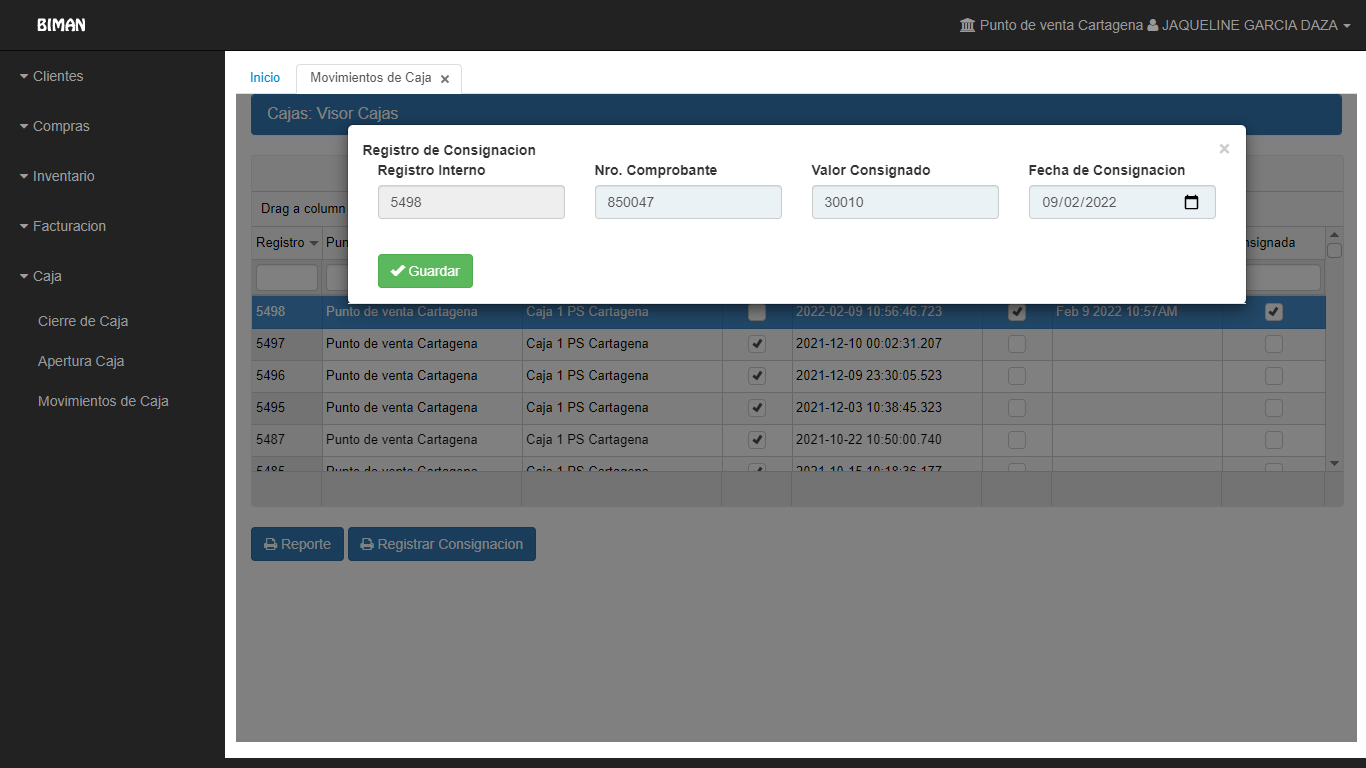 BIMAN
Punto de venta Cartagena JAQUELINE GARCIA DAZA
Clientes
Compras
Inventario
Facturacion
Caja
Cierre de Caja
Apertura Caja
Movimientos de Caja
Inicio Movimientos de Caja ×
Cajas: Visor Cajas
Registro de Consignacion ×
Registro Interno Nro. Comprobante Valor Consignado Fecha de Consignacion
5498 850047 30010 09/02/2022
Guardar
Drag a column
Registro Pun nsignada
5498 Punto de venta Cartagena Caja 1 PS Cartagena 2022-02-09 10:56:46.723 Feb 9 2022 10:57AM
5497 Punto de venta Cartagena Caja 1 PS Cartagena 2021-12-10 00:02:31.207
5496 Punto de venta Cartagena Caja 1 PS Cartagena 2021-12-09 23:30:05.523
5495 Punto de venta Cartagena Caja 1 PS Cartagena 2021-12-03 10:38:45.323
5487 Punto de venta Cartagena Caja 1 PS Cartagena 2021-10-22 10:50:00.740
5485 Punto de venta Cartagena Caja 1 PS Cartagena 2021-10-15 10:18:36.177
Reporte Registrar Consignacion